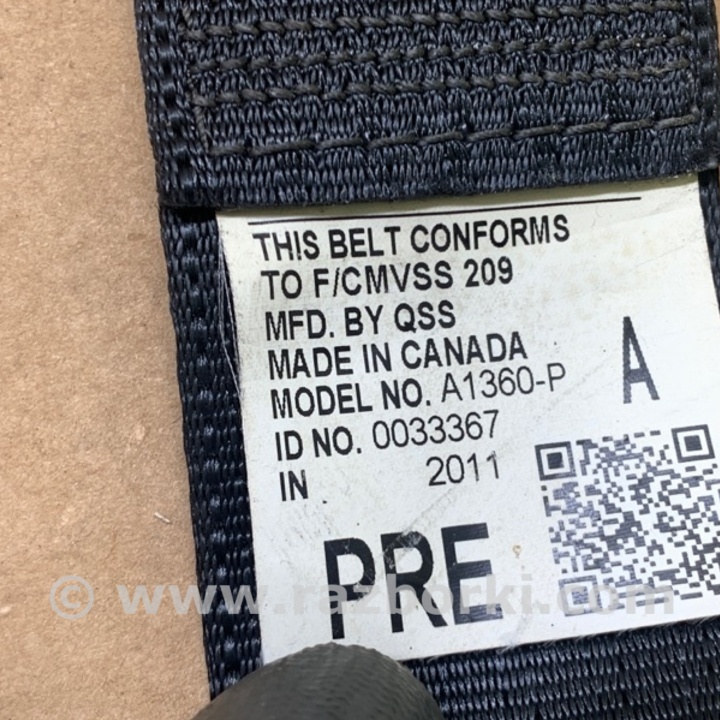 THIS BELT CONFORMS
TO F/CMVSS 209
MFD. BY QSS
MADE IN CANADA
MODEL NO. A1360-P
A
ID NO. 0033367
IN 2011
PRE
© www.razborki.com